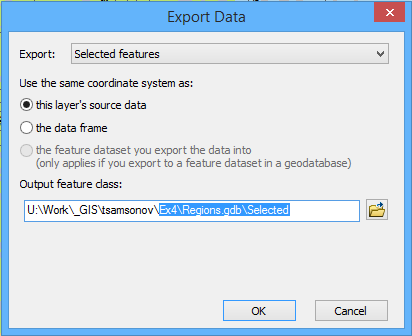 Export Data
Export: Selected features
Use the same coordinate system as:
this layer's source data
the data frame
the feature dataset you export the data into
(only applies if you export to a feature dataset in a geodatabase)
Output feature class:
U:\Work\_GIS\tsamsonov\Ex4\Regions.gdb\Selected
OK Cancel